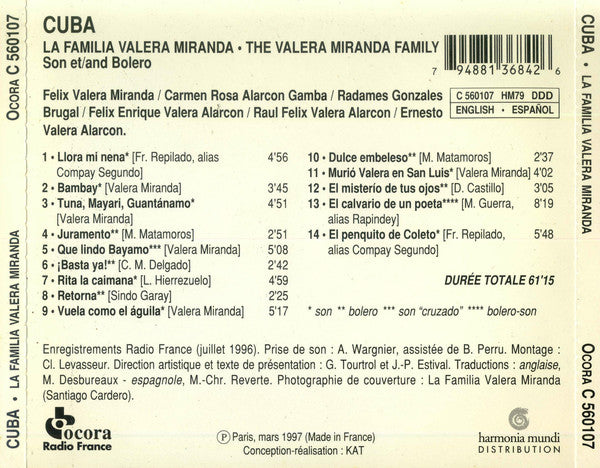 OCORA C 560107
CUBA • LA FAMILIA VALERA MIRANDA
CUBA
LA FAMILIA VALERA MIRANDA • THE VALERA MIRANDA FAMILY
Son et/and Bolero
7 94881 36842 6
C 560107 HM79 DDD
ENGLISH • ESPAÑOL
Felix Valera Miranda / Carmen Rosa Alarcon Gamba / Radames Gonzales
Brugal / Felix Enrique Valera Alarcon / Raul Felix Valera Alarcon / Ernesto
Valera Alarcon.
1 • Llora mi nena* [Fr. Repilado, alias
Compay Segundo] 4'56
2 • Bambay* [Valera Miranda] 3'45
3 • Tuna, Mayari, Guantánamo*
[Valera Miranda] 4'51
4 • Juramento** [M. Matamoros] 2'51
5 • Que lindo Bayamo*** [Valera Miranda] 5'08
6 • ¡Basta ya!** [C. M. Delgado] 2'42
7 • Rita la caimana* [L. Hierrezuelo] 4'59
8 • Retorna** [Sindo Garay] 2'25
9 • Vuela como el águila* [Valera Miranda] 5'17
10 • Dulce embeleso** [M. Matamoros] 2'37
11 • Murió Valera en San Luis* [Valera Miranda] 4'02
12 • El misterío de tus ojos** [D. Castillo] 3'05
13 • El calvario de un poeta**** [M. Guerra,
alias Rapindey] 8'19
14 • El penquito de Coleto* [Fr. Repilado,
alias Compay Segundo] 5'48
DURÉE TOTALE 61'15
* son ** bolero *** son "cruzado" **** bolero-son
Enregistrements Radio France (juillet 1996). Prise de son : A. Wargnier, assistée de B. Perru. Montage :
Cl. Levasseur. Direction artistique et texte de présentation : G. Tourtrol et J.-P. Estival. Traductions : anglaise,
M. Desbureaux - espagnole, M.-Chr. Reverte. Photographie de couverture : La Familia Valera Miranda
(Santiago Cardero).
ocora
Radio France
Ⓟ Paris, mars 1997 (Made in France)
Conception-réalisation : KAT
harmonia mundi
DISTRIBUTION
CUBA • LA FAMILIA VALERA MIRANDA
OCORA C 560107